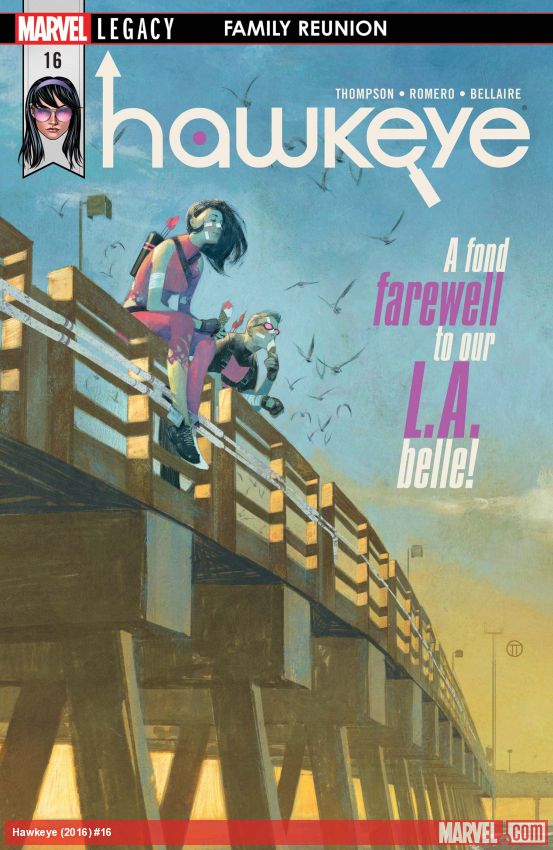 MARVEL LEGACY FAMILY REUNION
16
THOMPSON • ROMERO • BELLAIRE
hawkeye
A fond
farewell
to our
L.A.
belle!
Hawkeye (2016) #16
MARVEL.COM